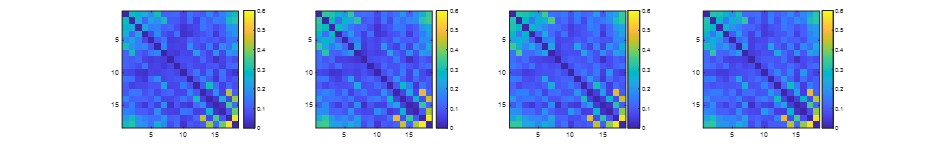 0.6 0.6 0.6 0.6
5 0.5 5 0.5 5 0.5 5 0.5
0.4 0.4 0.4 0.4
10 0.3 10 0.3 10 0.3 10 0.3
0.2 0.2 0.2 0.2
15 0.1 15 0.1 15 0.1 15 0.1
0 0 0 0
5 10 15 5 10 15 5 10 15 5 10 15